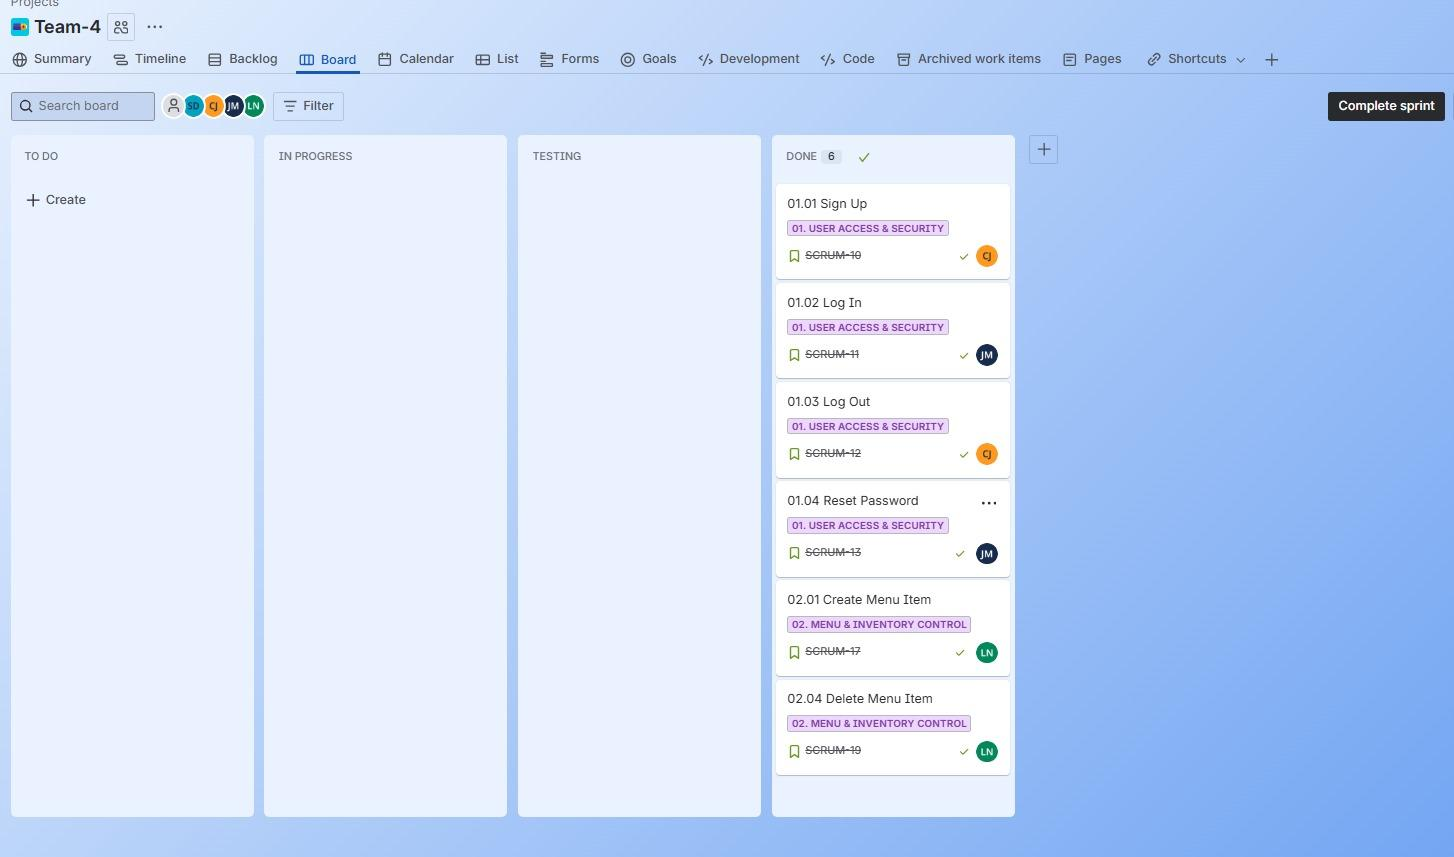 Projects
Team-4
Summary Timeline Backlog Board Calendar List Forms Goals Development Code Archived work items Pages Shortcuts
Search board SD CJ JM LN Filter Complete sprint
TO DO IN PROGRESS TESTING DONE 6
Create
01.01 Sign Up
01. USER ACCESS & SECURITY
SCRUM-10 CJ
01.02 Log In
01. USER ACCESS & SECURITY
SCRUM-11 JM
01.03 Log Out
01. USER ACCESS & SECURITY
SCRUM-12 CJ
01.04 Reset Password
01. USER ACCESS & SECURITY
SCRUM-13 JM
02.01 Create Menu Item
02. MENU & INVENTORY CONTROL
SCRUM-17 LN
02.04 Delete Menu Item
02. MENU & INVENTORY CONTROL
SCRUM-19 LN